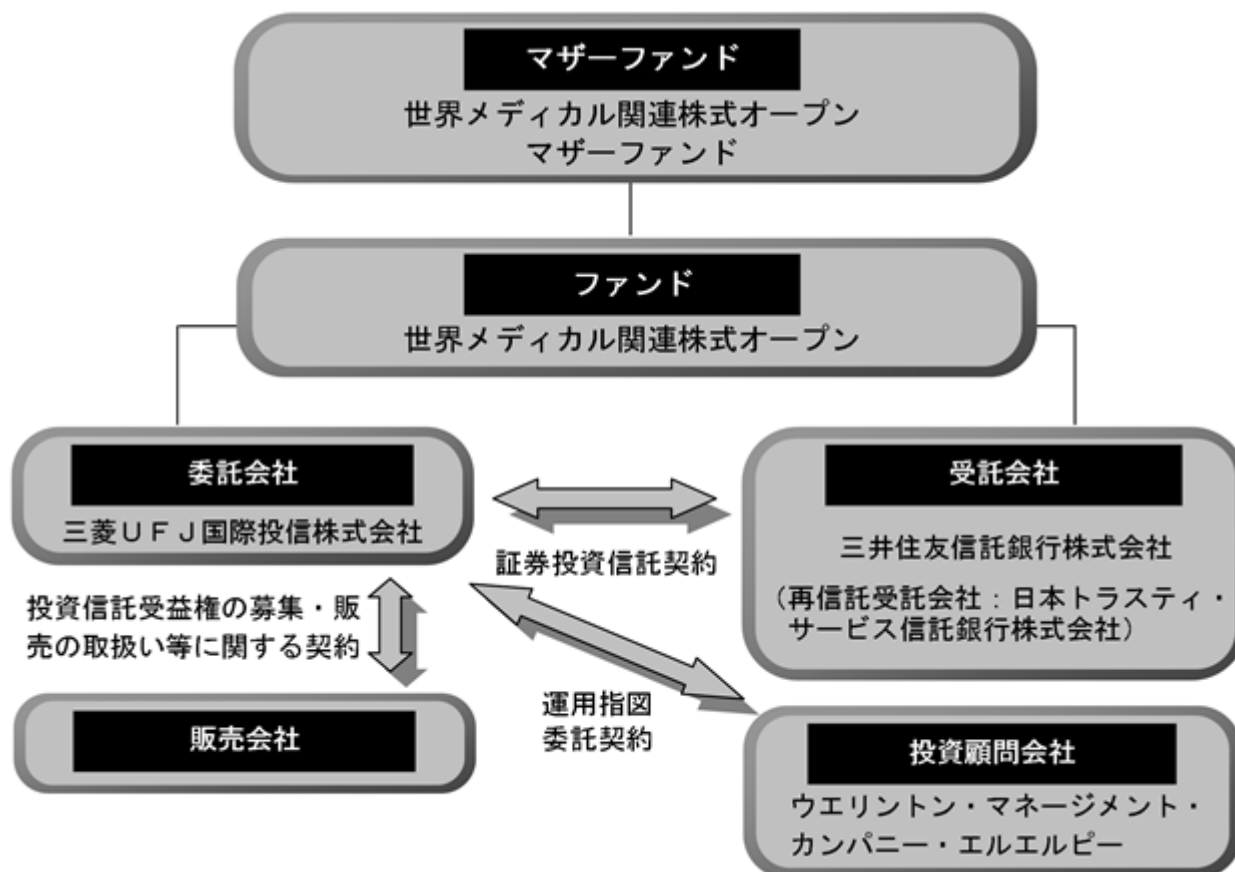 マザーファンド
世界メディカル関連株式オープン
マザーファンド
ファンド
世界メディカル関連株式オープン
委託会社
三菱ＵＦＪ国際投信株式会社
受託会社
三井住友信託銀行株式会社
（再信託受託会社：日本トラスティ・
サービス信託銀行株式会社）
証券投資信託契約
投資信託受益権の募集・販
売の取扱い等に関する契約
運用指図
委託契約
販売会社
投資顧問会社
ウエリントン・マネージメント・
カンパニー・エルエルピー